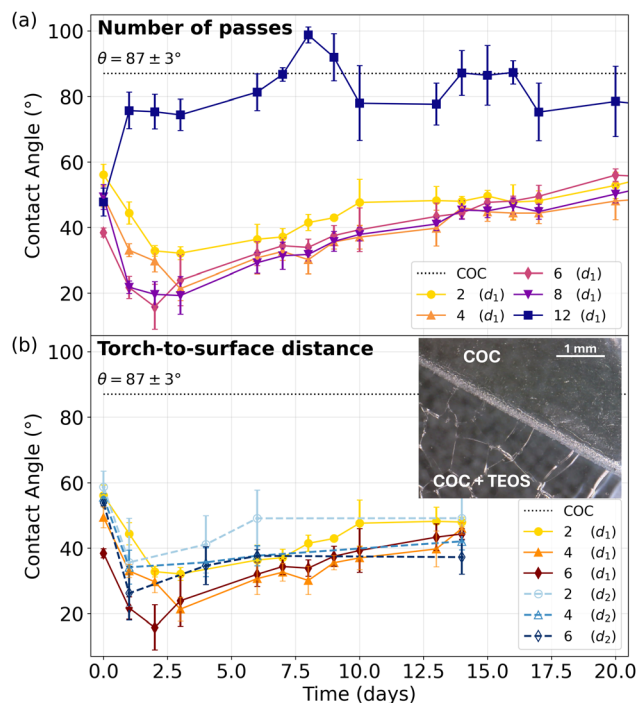 (a)
Number of passes
θ = 87 ± 3°
100
80
60
40
20
Contact Angle (°)
COC
2 (d₁)
4 (d₁)
6 (d₁)
8 (d₁)
12 (d₁)
(b)
Torch-to-surface distance
θ = 87 ± 3°
100
80
60
40
20
Contact Angle (°)
COC
1 mm
COC + TEOS
COC
2 (d₁)
4 (d₁)
6 (d₁)
2 (d₂)
4 (d₂)
6 (d₂)
0.0 2.5 5.0 7.5 10.0 12.5 15.0 17.5 20.0
Time (days)